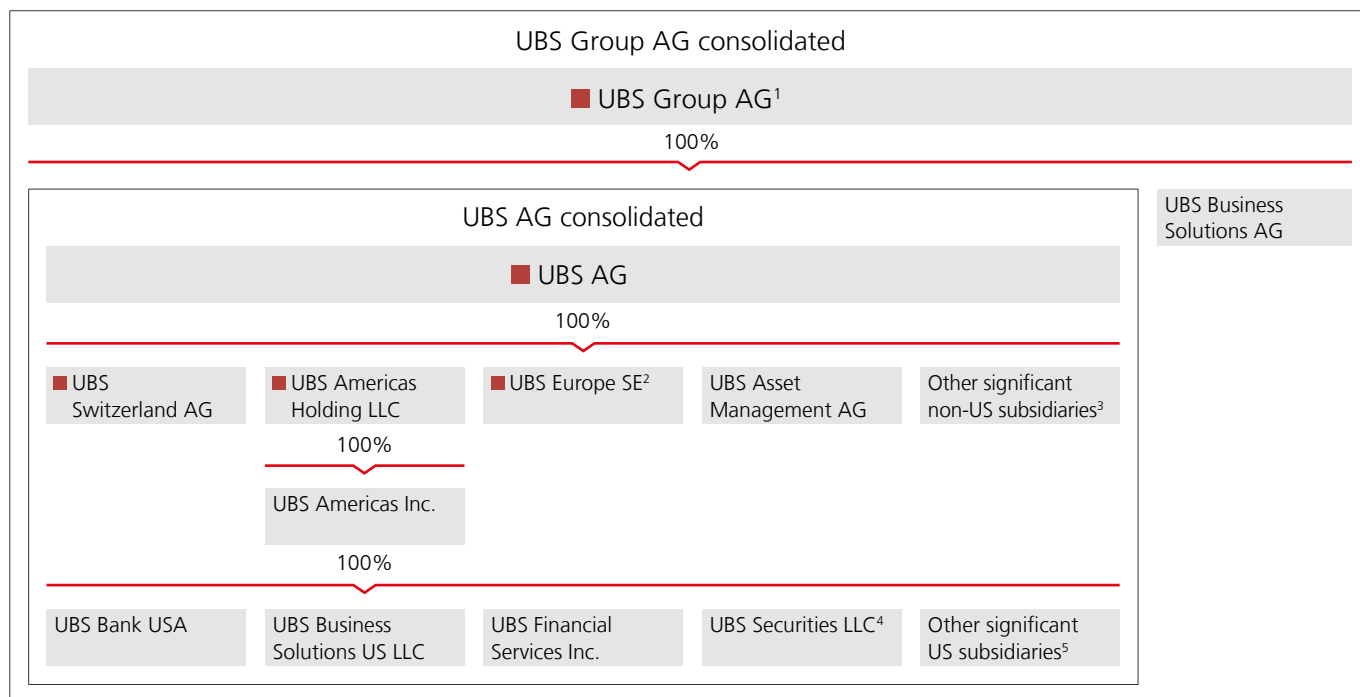 UBS Group AG consolidated
UBS Group AG¹
100%
UBS AG consolidated
UBS Business
Solutions AG
UBS AG
100%
UBS
Switzerland AG
UBS Americas
Holding LLC
UBS Europe SE²
UBS Asset
Management AG
Other significant
non-US subsidiaries³
100%
UBS Americas Inc.
100%
UBS Bank USA
UBS Business
Solutions US LLC
UBS Financial
Services Inc.
UBS Securities LLC⁴
Other significant
US subsidiaries⁵